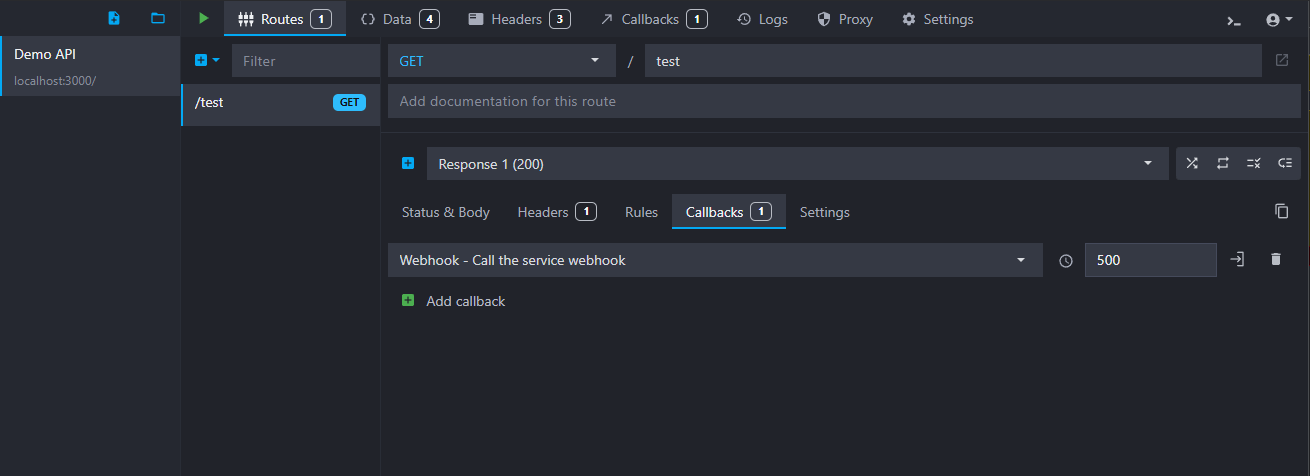 Routes 1 Data 4 Headers 3 Callbacks 1 Logs Proxy Settings
Demo API
localhost:3000/
Filter
/test GET
GET / test
Add documentation for this route
Response 1 (200)
Status & Body Headers 1 Rules Callbacks 1 Settings
Webhook - Call the service webhook 500
Add callback